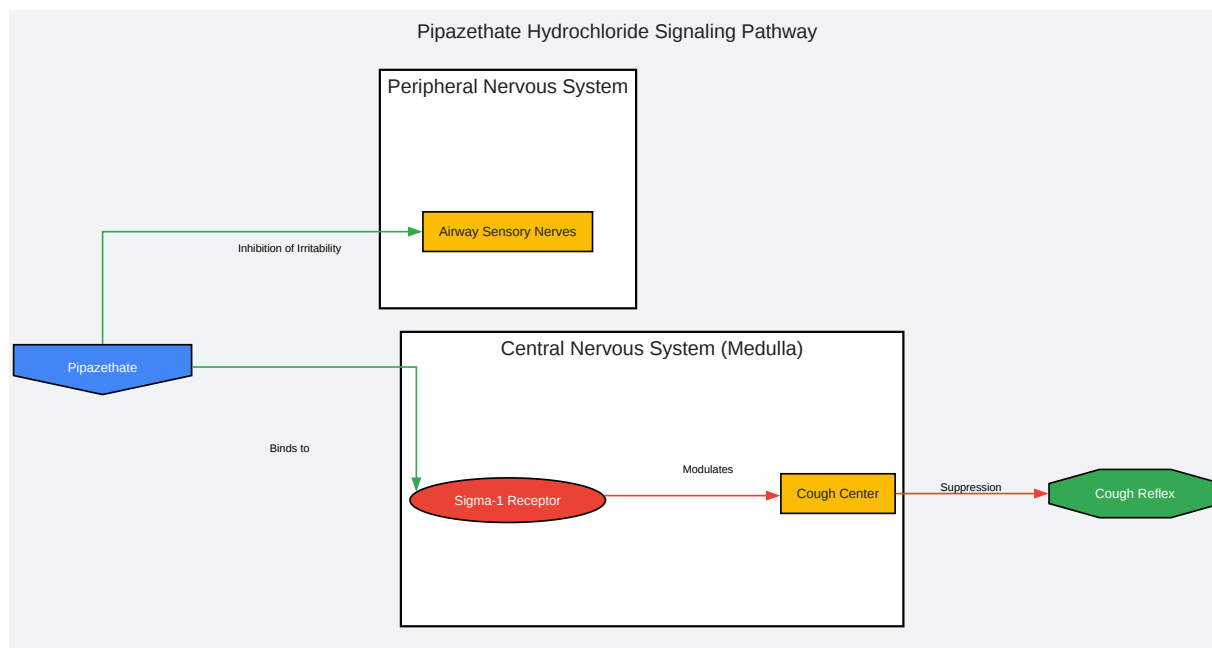 Pipazethate Hydrochloride Signaling Pathway
Peripheral Nervous System
Airway Sensory Nerves
Inhibition of Irritability
Central Nervous System (Medulla)
Pipazethate
Binds to
Modulates
Sigma-1 Receptor
Cough Center
Suppression
Cough Reflex